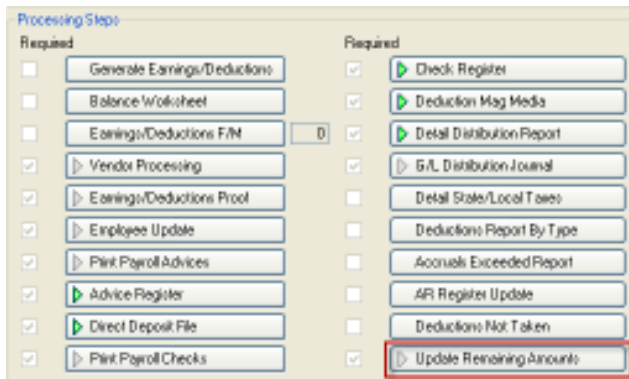 Processing Steps
Required
Generate Earnings/Deductions
Balance Worksheet
Earnings/Deductions F/M 0
Vendor Processing
Earnings/Deductions Proof
Employee Update
Print Payroll Advices
Advice Register
Direct Deposit File
Print Payroll Checks
Required
Check Register
Deduction Mag Media
Detail Distribution Report
G/L Distribution Journal
Detail State/Local Taxes
Deductions Report By Type
Accruals Exceeded Report
AR Register Update
Deductions Not Taken
Update Remaining Amounts